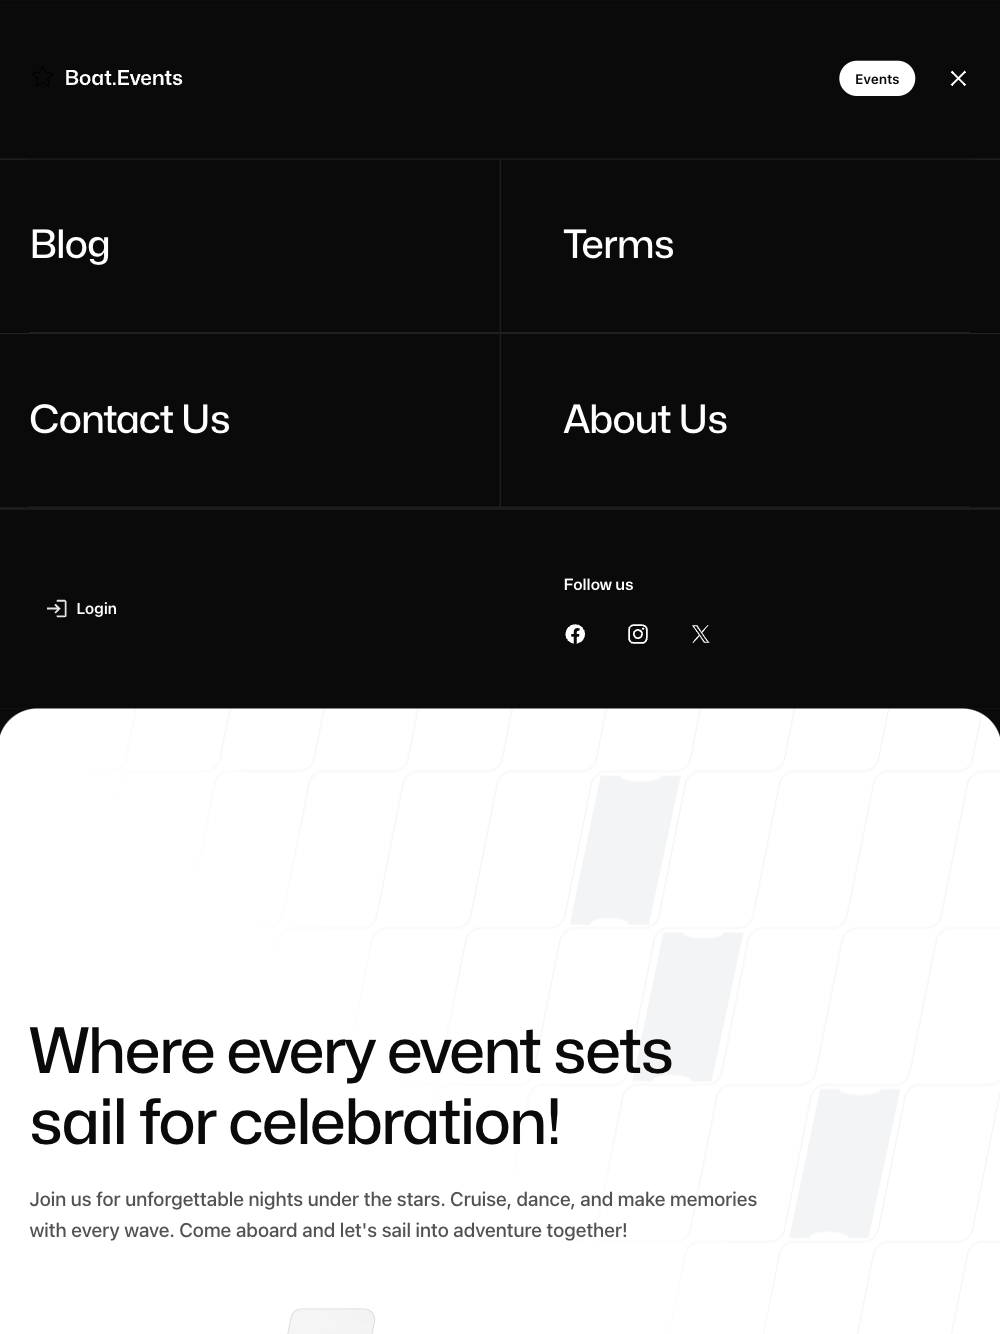 Boat.Events
Events
Blog
Terms
Contact Us
About Us
Login
Follow us
Where every event sets
sail for celebration!
Join us for unforgettable nights under the stars. Cruise, dance, and make memories
with every wave. Come aboard and let's sail into adventure together!